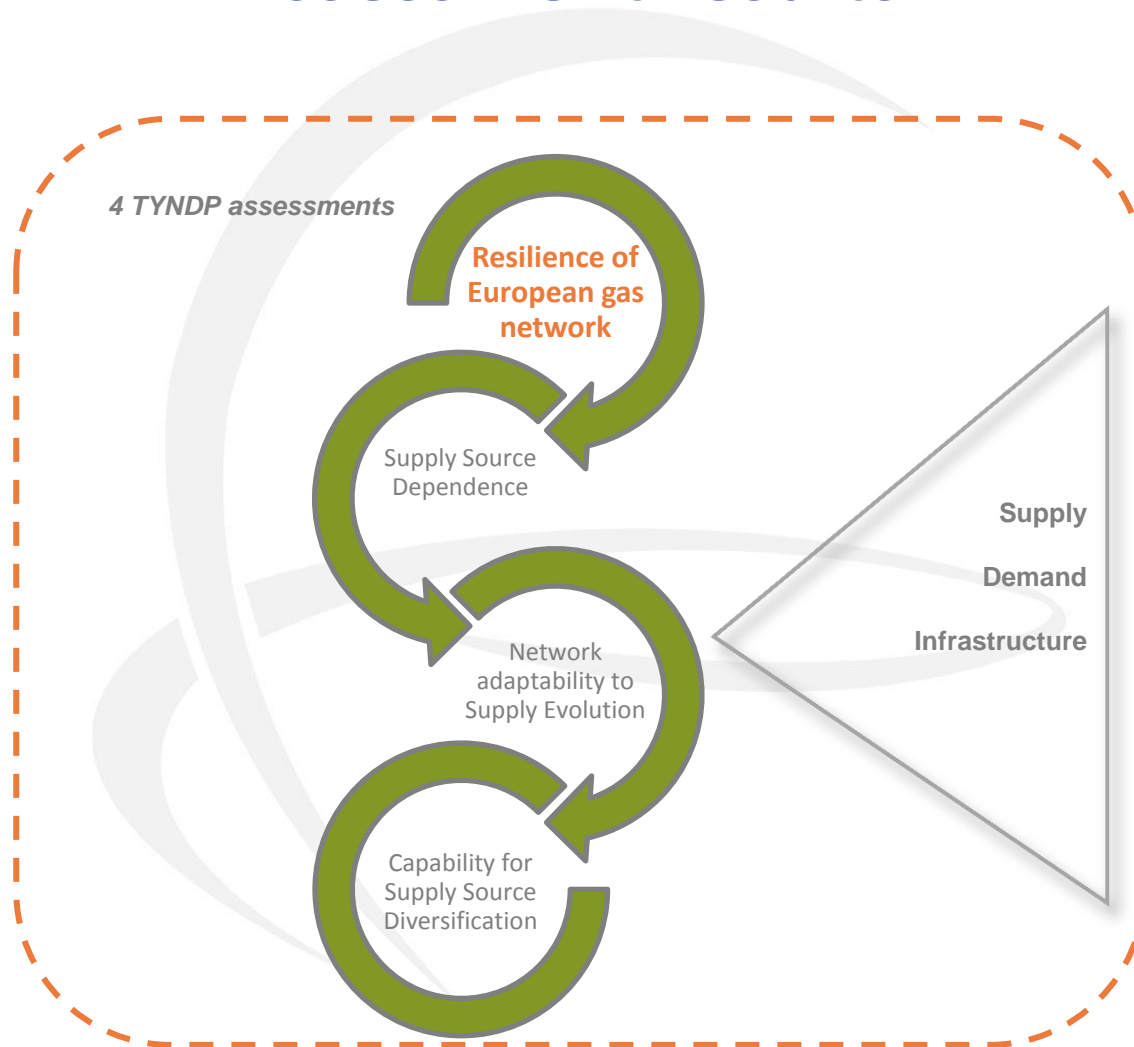 4 TYNDP assessments
Resilience of
European gas
network
Supply Source
Dependence
Network
adaptability to
Supply Evolution
Capability for
Supply Source
Diversification
Supply
Demand
Infrastructure